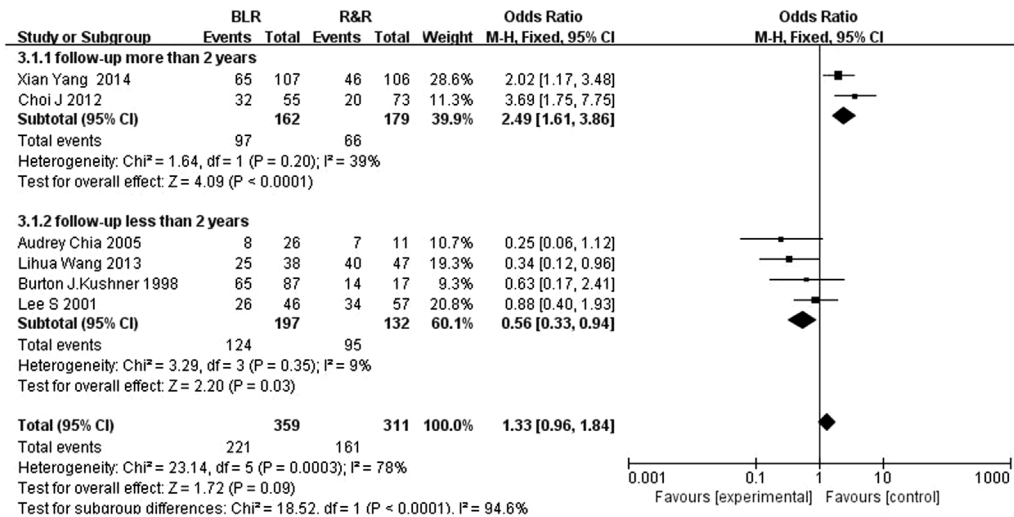 BLR R&R Odds Ratio Odds Ratio
Study or Subgroup Events Total Events Total Weight M-H, Fixed, 95% CI M-H, Fixed, 95% CI
3.1.1 follow-up more than 2 years
Xian Yang 2014 65 107 46 106 28.6% 2.02 [1.17, 3.48]
Choi J 2012 32 55 20 73 11.3% 3.69 [1.75, 7.75]
Subtotal (95% CI) 162 179 39.9% 2.49 [1.61, 3.86]
Total events 97 66
Heterogeneity: Chi² = 1.64, df = 1 (P = 0.20); I² = 39%
Test for overall effect: Z = 4.09 (P < 0.0001)
3.1.2 follow-up less than 2 years
Audrey Chia 2005 8 26 7 11 10.7% 0.25 [0.06, 1.12]
Lihua Wang 2013 25 38 40 47 19.3% 0.34 [0.12, 0.96]
Burton J.Kushner 1998 65 87 14 17 9.3% 0.63 [0.17, 2.41]
Lee S 2001 26 46 34 57 20.8% 0.88 [0.40, 1.93]
Subtotal (95% CI) 197 132 60.1% 0.56 [0.33, 0.94]
Total events 124 95
Heterogeneity: Chi² = 3.29, df = 3 (P = 0.35); I² = 9%
Test for overall effect: Z = 2.20 (P = 0.03)
Total (95% CI) 359 311 100.0% 1.33 [0.96, 1.84]
Total events 221 161
Heterogeneity: Chi² = 23.14, df = 5 (P = 0.0003); I² = 78%
Test for overall effect: Z = 1.72 (P = 0.09)
Test for subgroup differences: Chi² = 18.52, df = 1 (P < 0.0001), I² = 94.6%
0.001 0.1 1 10 1000
Favours [experimental] Favours [control]